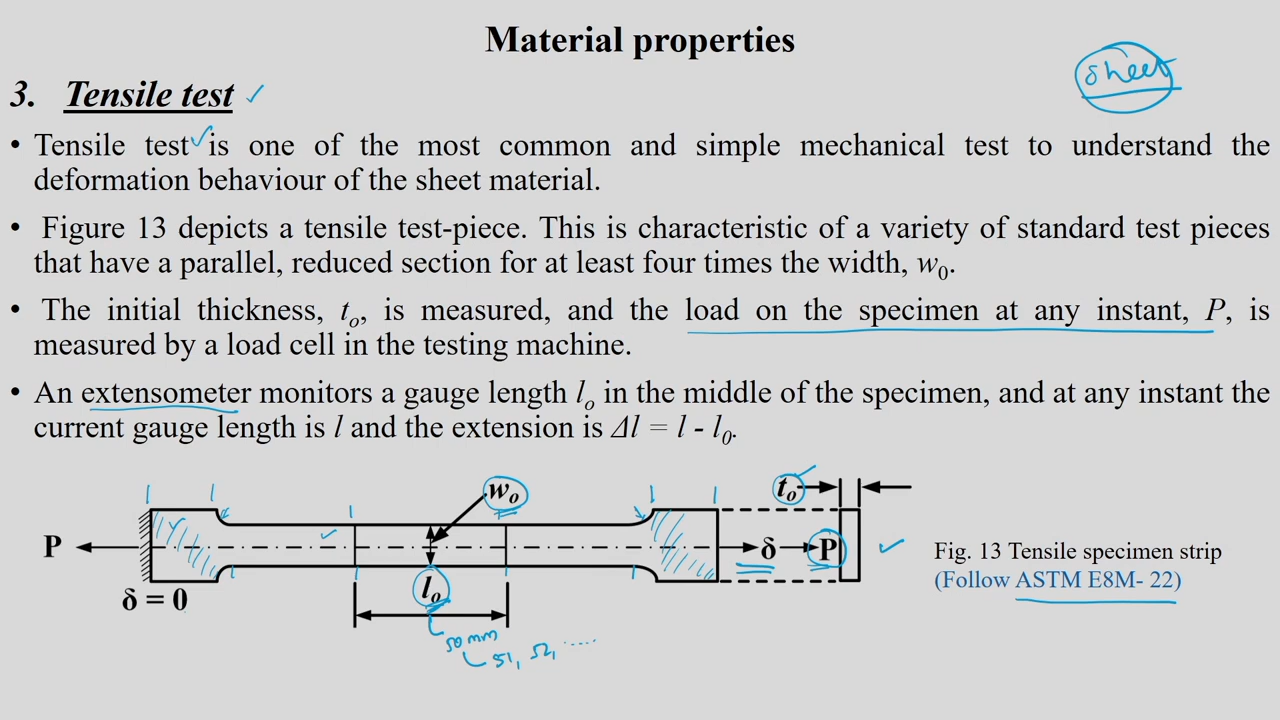 Material properties
sheet
3. Tensile test
• Tensile test is one of the most common and simple mechanical test to understand the
deformation behaviour of the sheet material.
• Figure 13 depicts a tensile test-piece. This is characteristic of a variety of standard test pieces
that have a parallel, reduced section for at least four times the width, w0.
• The initial thickness, to, is measured, and the load on the specimen at any instant, P, is
measured by a load cell in the testing machine.
• An extensometer monitors a gauge length lo in the middle of the specimen, and at any instant the
current gauge length is l and the extension is Δl = l - l0.
wo
to
P
δ
P
Fig. 13 Tensile specimen strip
(Follow ASTM E8M- 22)
δ = 0
lo
50 mm
51, 52, .....